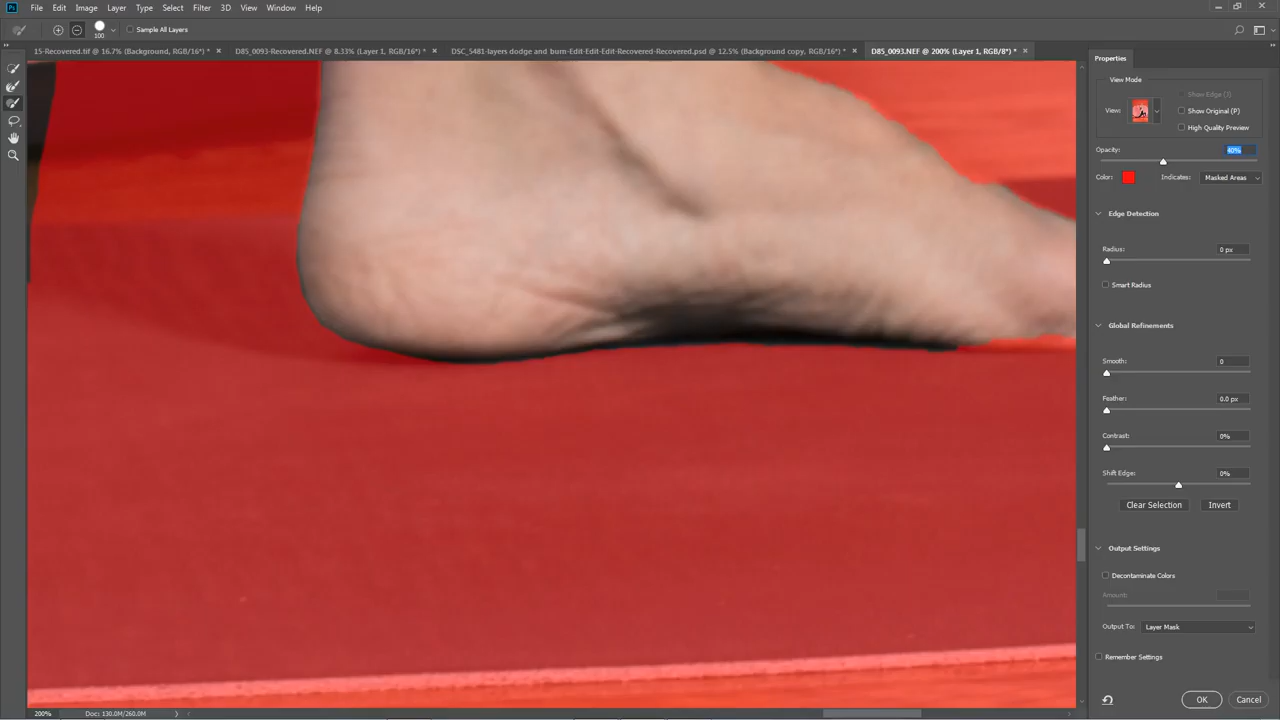 Ps File Edit Image Layer Type Select Filter 3D View Window Help
100 Sample All Layers
15-Recovered.tif @ 16.7% (Background, RGB/16*) * × D85_0093-Recovered.NEF @ 8.33% (Layer 1, RGB/16*) * × DSC_5481-layers dodge and burn-Edit-Edit-Edit-Recovered-Recovered.psd @ 12.5% (Background copy, RGB/16*) * × D85_0093.NEF @ 200% (Layer 1, RGB/8*) * ×
Properties
View Mode
Show Edge (J)
View: Show Original (P)
High Quality Preview
Opacity: 40%
Color: Indicates: Masked Areas
Edge Detection
Radius: 0 px
Smart Radius
Global Refinements
Smooth: 0
Feather: 0.0 px
Contrast: 0%
Shift Edge: 0%
Clear Selection Invert
Output Settings
Decontaminate Colors
Amount:
Output To: Layer Mask
Remember Settings
OK Cancel
200% Doc: 130.0M/260.0M